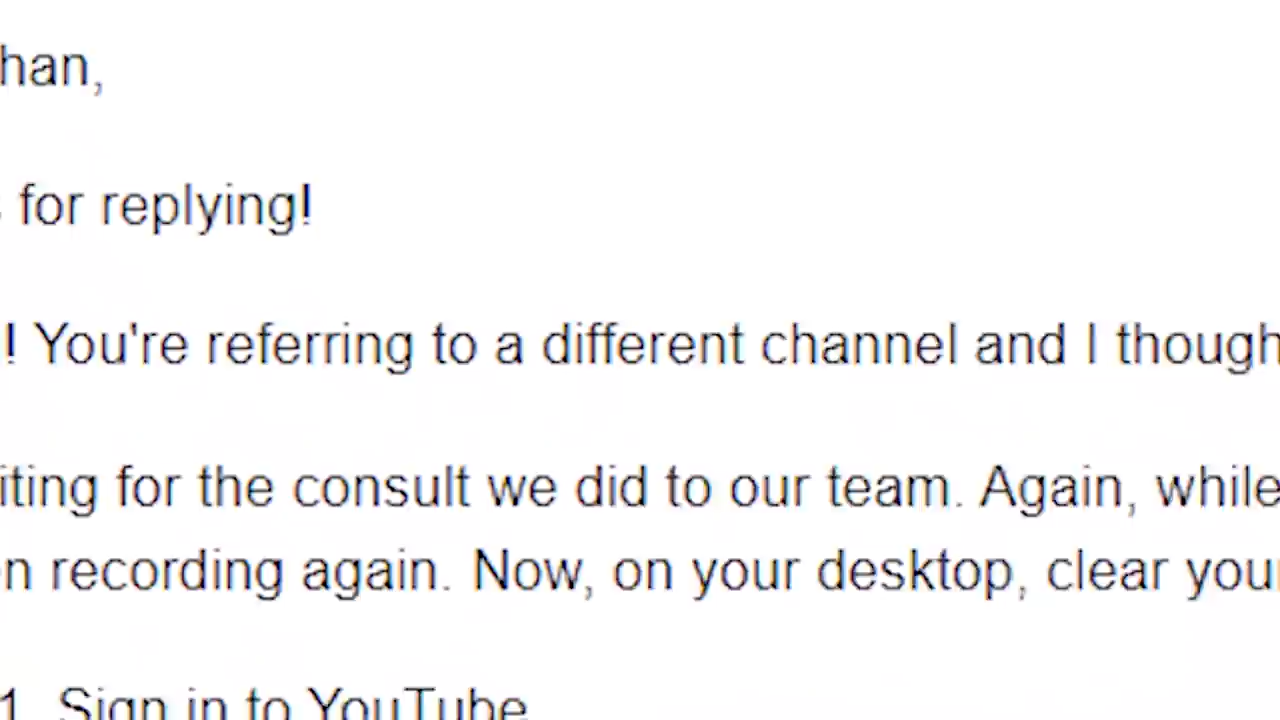 han,
for replying!
! You're referring to a different channel and I though
iting for the consult we did to our team. Again, while
n recording again. Now, on your desktop, clear your
1. Sign in to YouTube